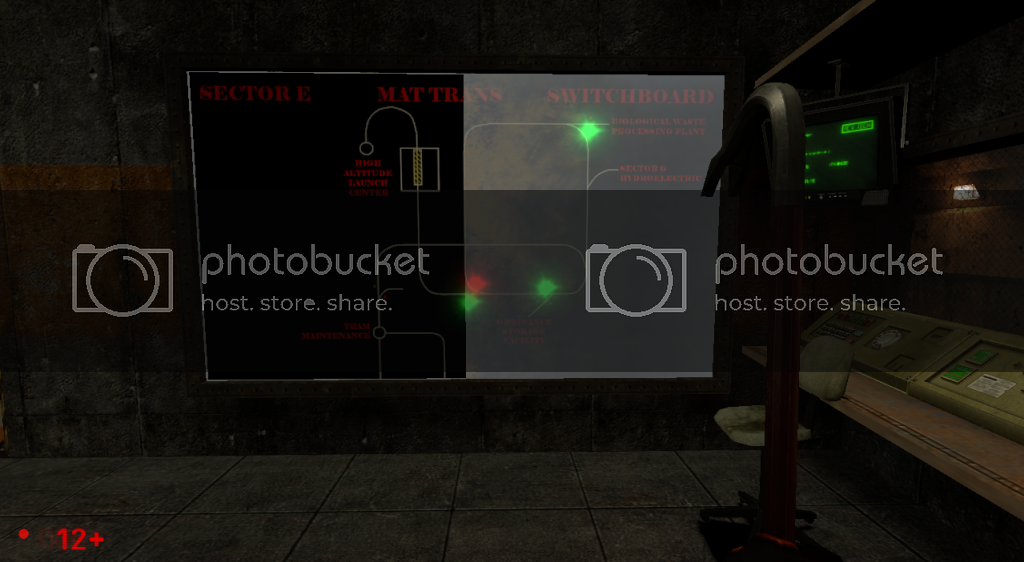 SECTOR E MAT TRANS SWITCHBOARD
BIOLOGICAL WASTE
PROCESSING PLANT
HIGH
ALTITUDE
LAUNCH
CENTER
SECTOR G
HYDROELECTRO
photobucket photobucket
host. store. share. host. store. share.
TRAM
MAINTENANCE
12+